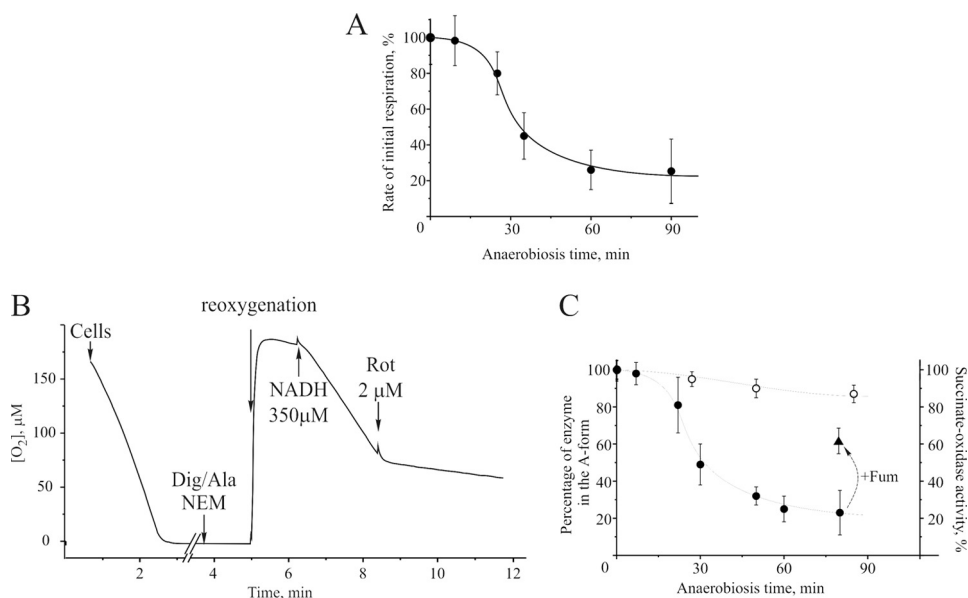 A
Rate of initial respiration, %
100
80
60
40
20
0
30
60
90
Anaerobiosis time, min
B
reoxygenation
Cells
NADH
350μM
Rot
2 μM
Dig/Ala
NEM
[O₂], μM
150
100
50
0
2
4
6
8
10
12
Time, min
C
Percentage of enzyme
in the A-form
100
80
60
40
20
0
100
80
60
40
20
Succinate-oxidase activity, %
+Fum
0
30
60
90
Anaerobiosis time, min